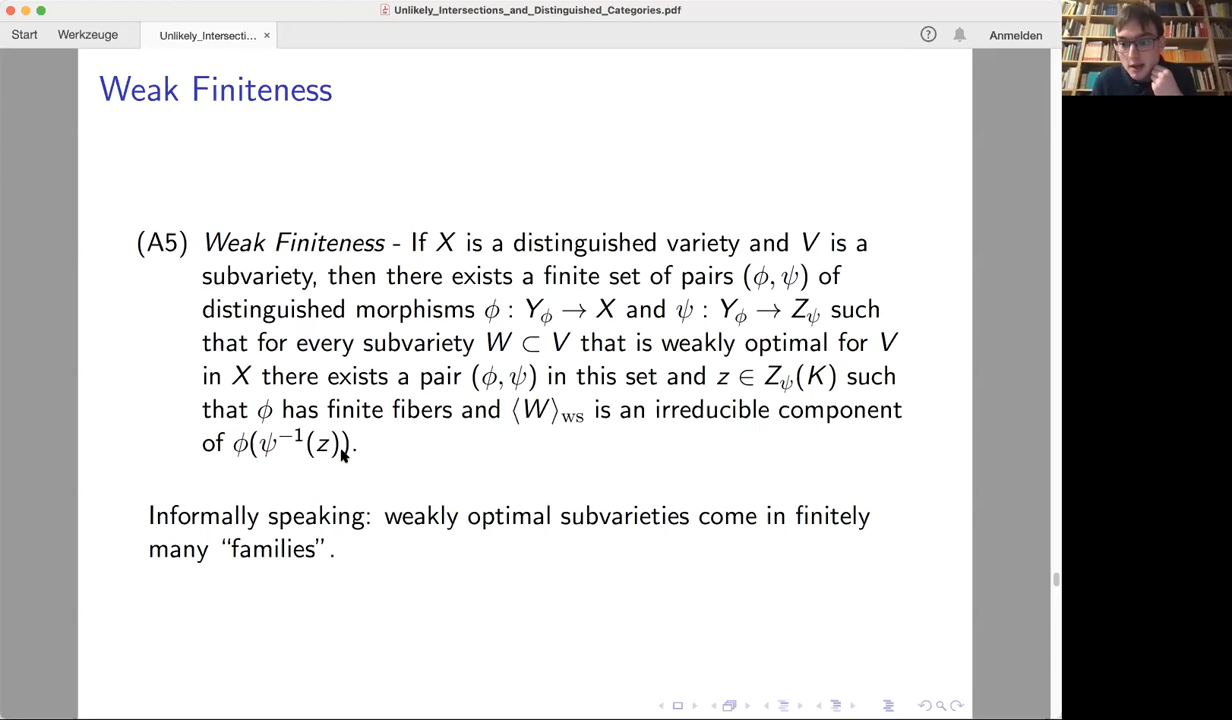 Unlikely_Intersections_and_Distinguished_Categories.pdf
Start Werkzeuge Unlikely_Intersecti... × Anmelden
Weak Finiteness
(A5) Weak Finiteness - If X is a distinguished variety and V is a
subvariety, then there exists a finite set of pairs (ϕ, ψ) of
distinguished morphisms ϕ : Y_ϕ → X and ψ : Y_ϕ → Z_ψ such
that for every subvariety W ⊂ V that is weakly optimal for V
in X there exists a pair (ϕ, ψ) in this set and z ∈ Z_ψ(K) such
that ϕ has finite fibers and ⟨W⟩_ws is an irreducible component
of ϕ(ψ⁻¹(z)).
Informally speaking: weakly optimal subvarieties come in finitely
many “families”.